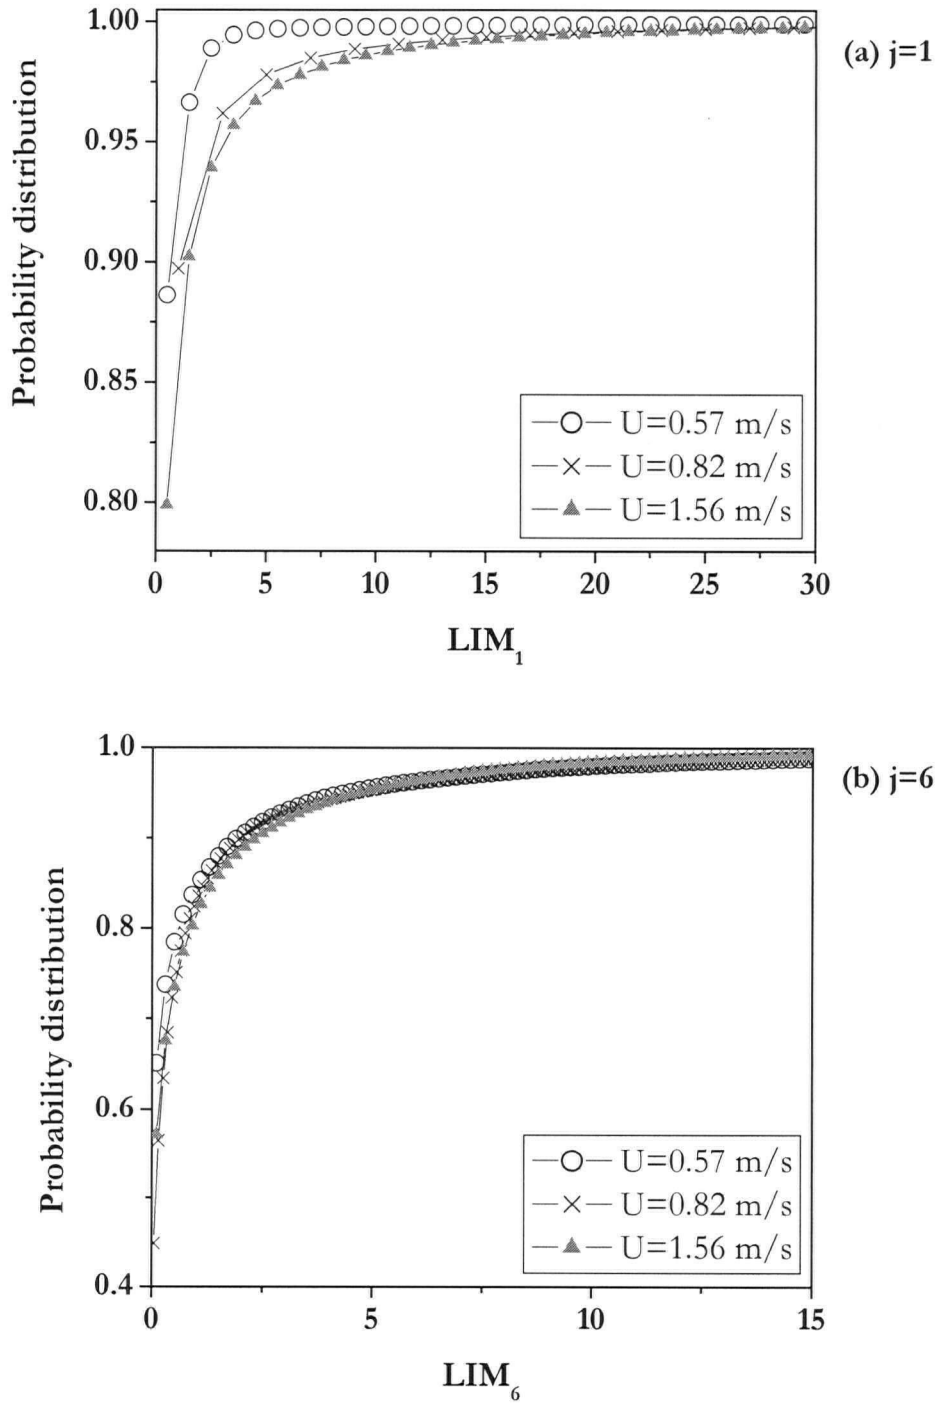 (a) j=1
Probability distribution
1.00
0.95
0.90
0.85
0.80
U=0.57 m/s
U=0.82 m/s
U=1.56 m/s
0 5 10 15 20 25 30
LIM1
(b) j=6
Probability distribution
1.0
0.8
0.6
0.4
U=0.57 m/s
U=0.82 m/s
U=1.56 m/s
0 5 10 15
LIM6